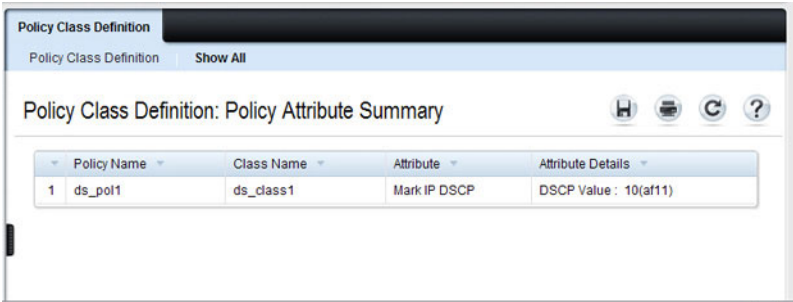 Policy Class Definition
Policy Class Definition Show All
Policy Class Definition: Policy Attribute Summary
?
Policy Name Class Name Attribute Attribute Details
1 ds_pol1 ds_class1 Mark IP DSCP DSCP Value : 10(af11)